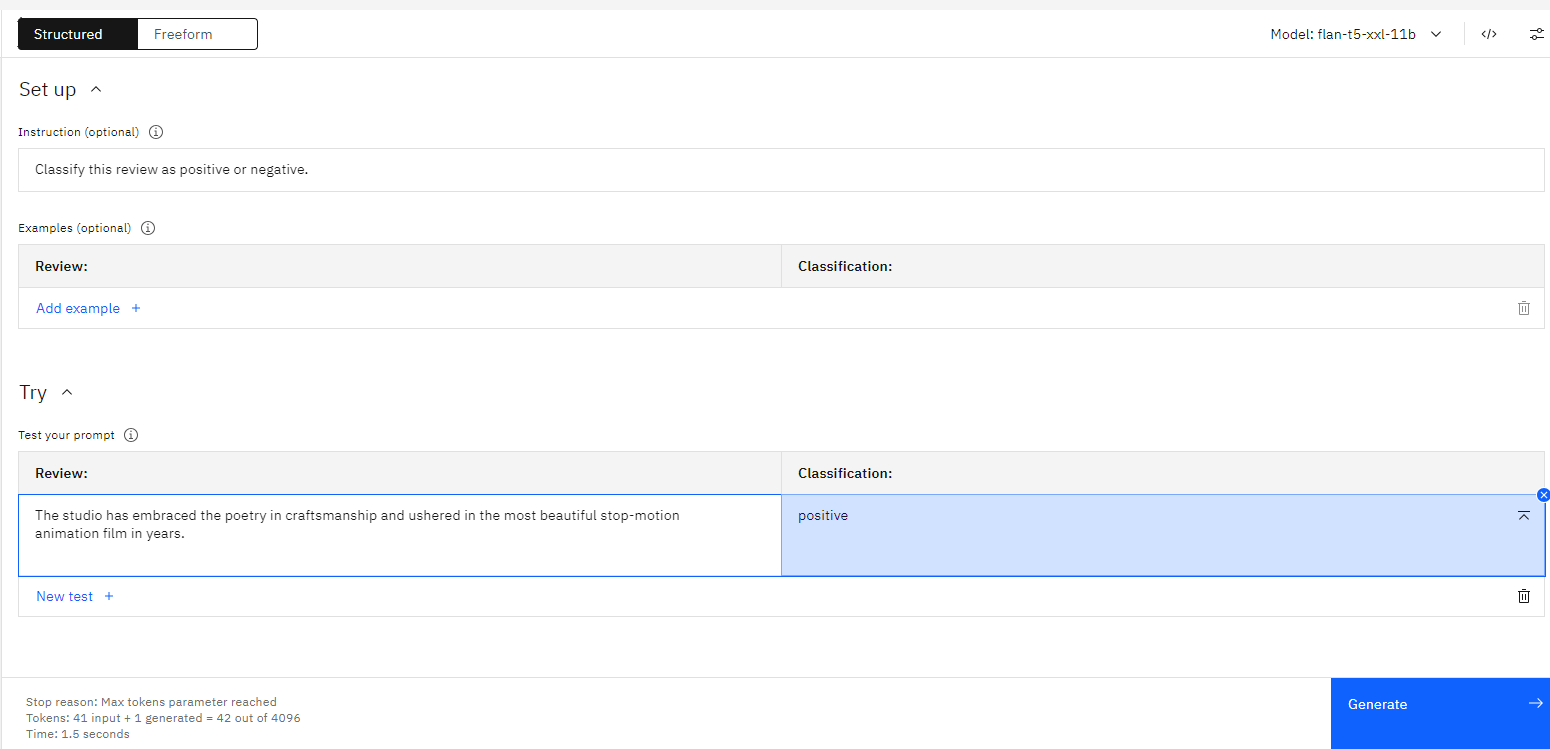 Structured Freeform Model: flan-t5-xxl-11b </>
Set up
Instruction (optional)
Classify this review as positive or negative.
Examples (optional)
Review: Classification:
Add example +
Try
Test your prompt
Review: Classification:
The studio has embraced the poetry in craftsmanship and ushered in the most beautiful stop-motion positive
animation film in years.
New test +
Stop reason: Max tokens parameter reached
Generate
Tokens: 41 input + 1 generated = 42 out of 4096
Time: 1.5 seconds